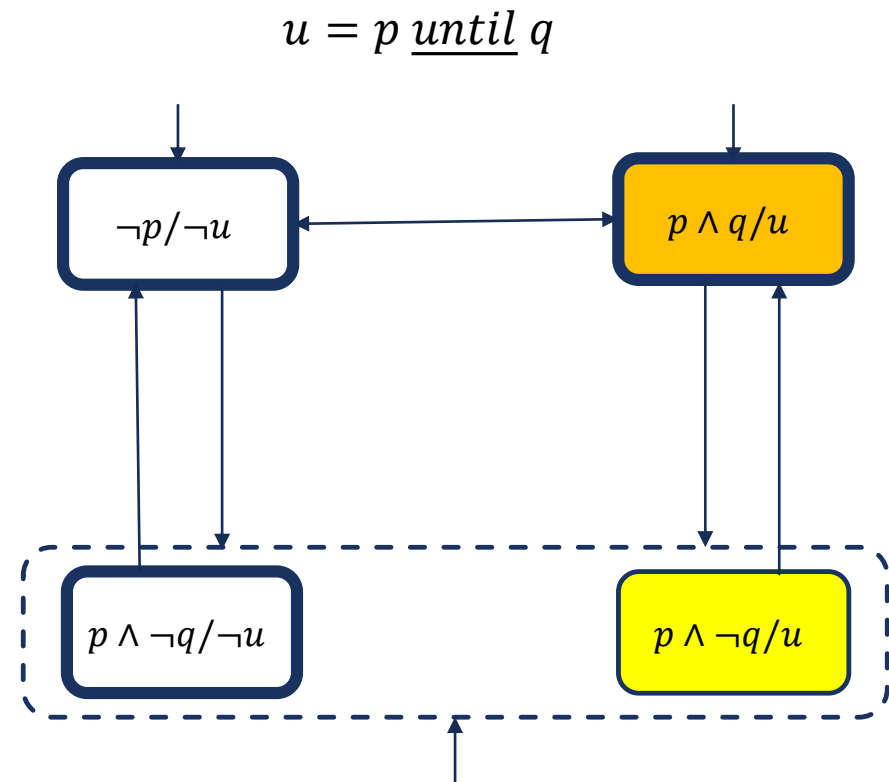 u = p until q
¬p/¬u
p ∧ q/u
p ∧ ¬q/¬u
p ∧ ¬q/u